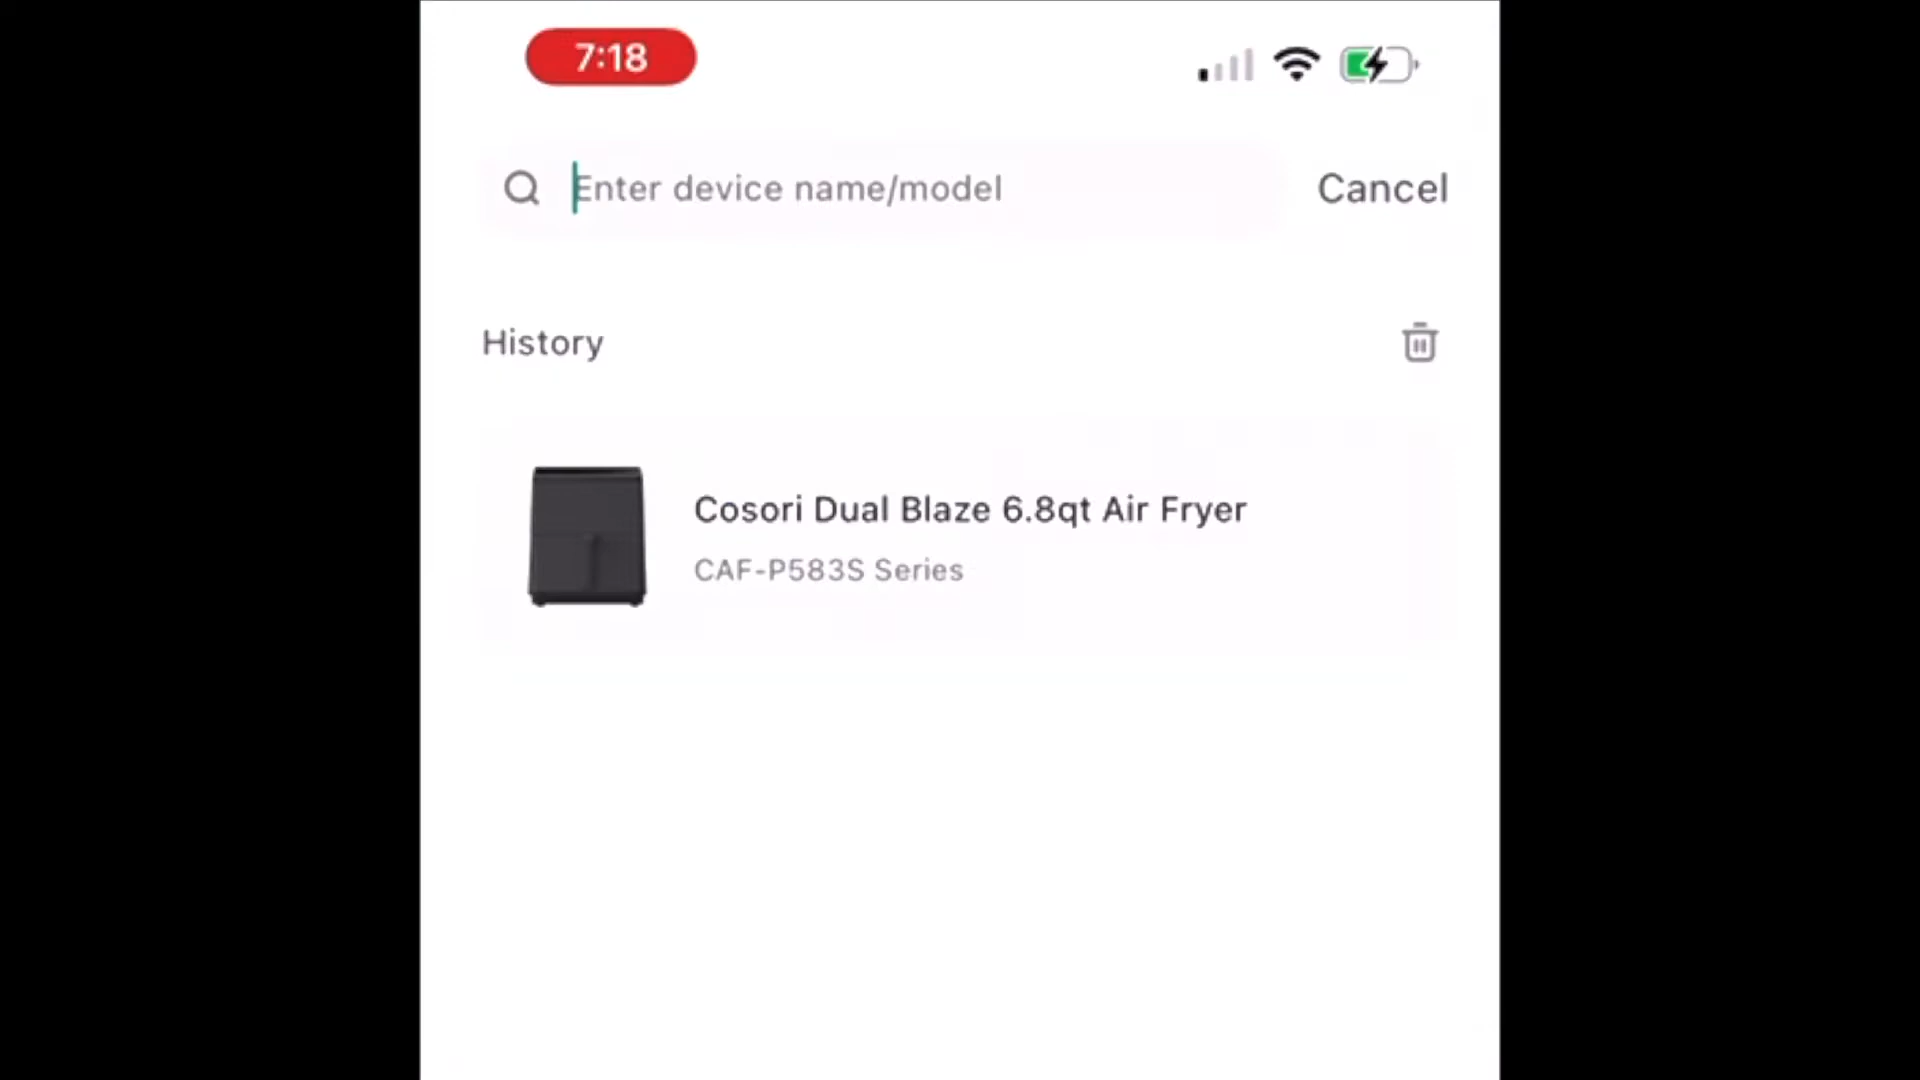 7:18
Enter device name/model
Cancel
History
Cosori Dual Blaze 6.8qt Air Fryer
CAF-P583S Series